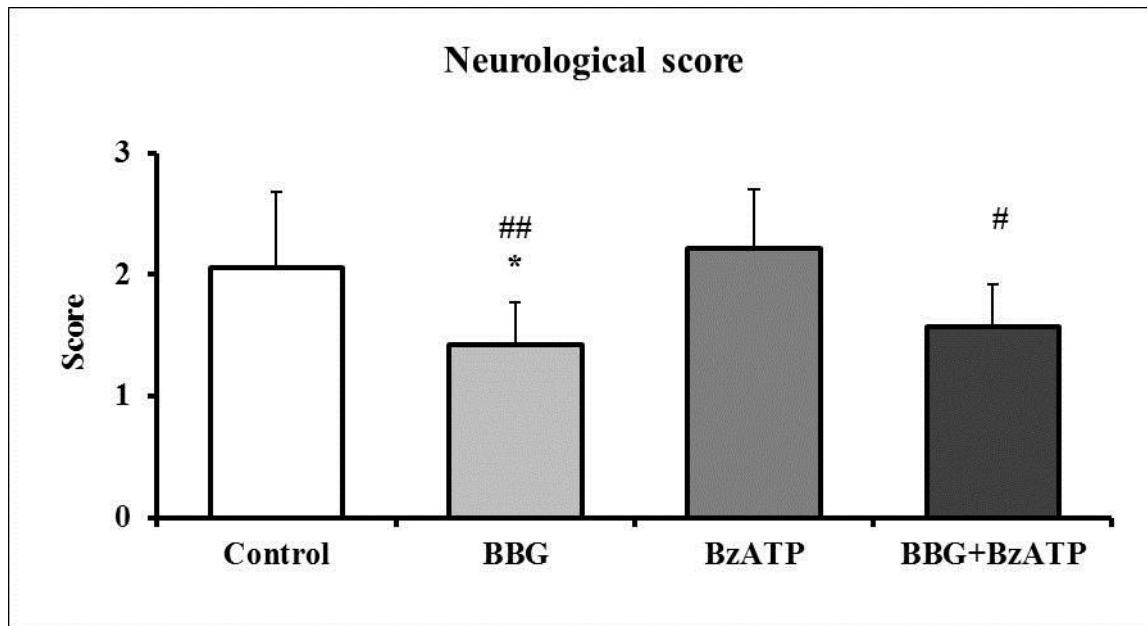 Neurological score
Score
3
2
1
0
##
*
#
Control
BBG
BzATP
BBG+BzATP